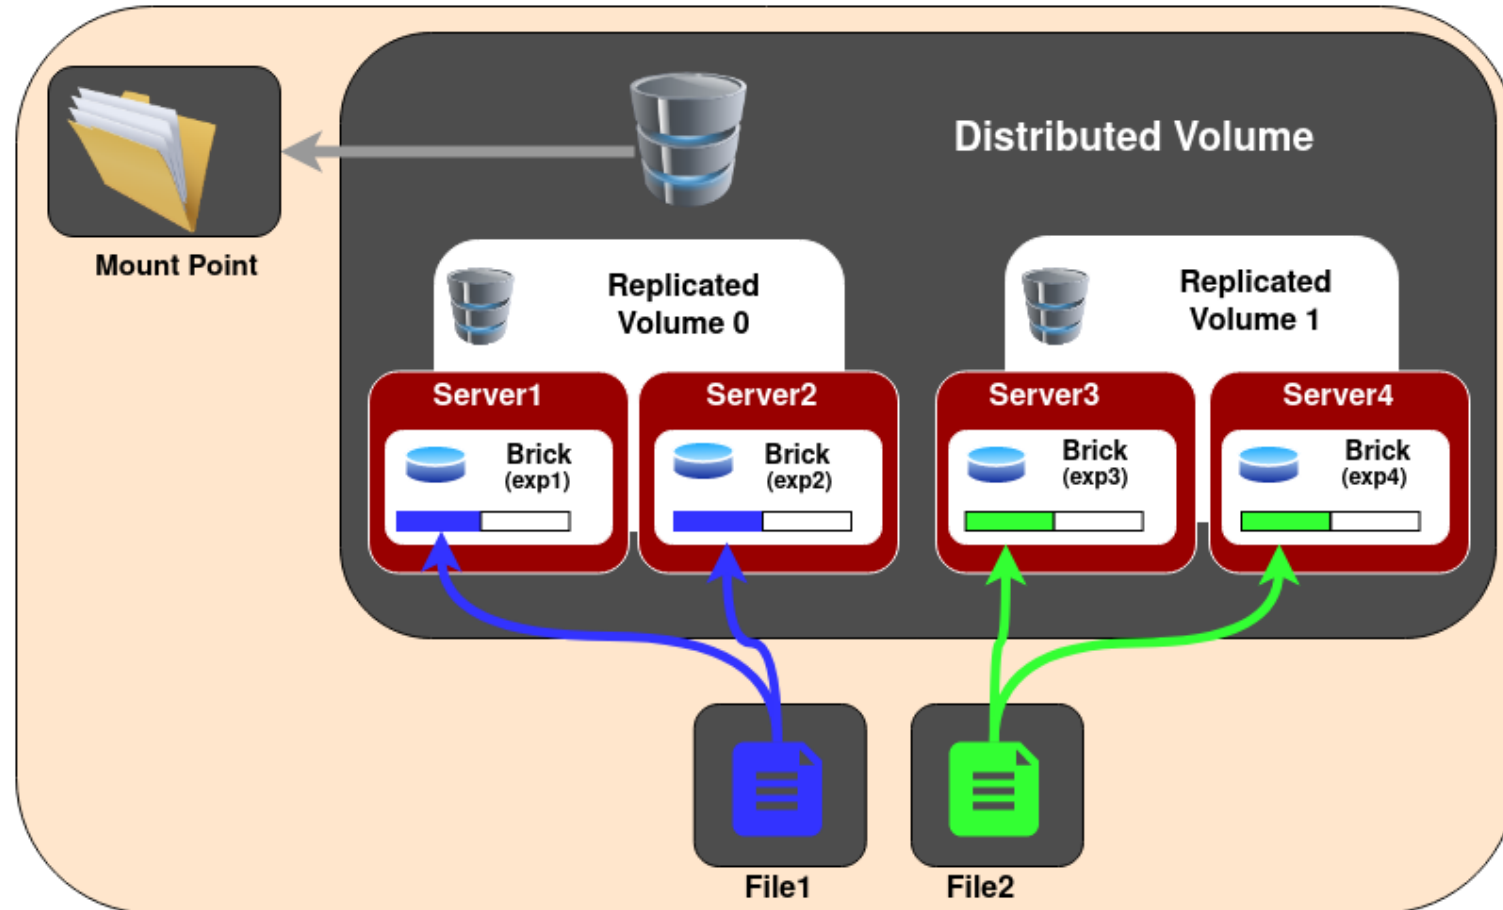 Distributed Volume
Mount Point
Replicated
Volume 0
Replicated
Volume 1
Server1
Server2
Server3
Server4
Brick
(exp1)
Brick
(exp2)
Brick
(exp3)
Brick
(exp4)
File1
File2